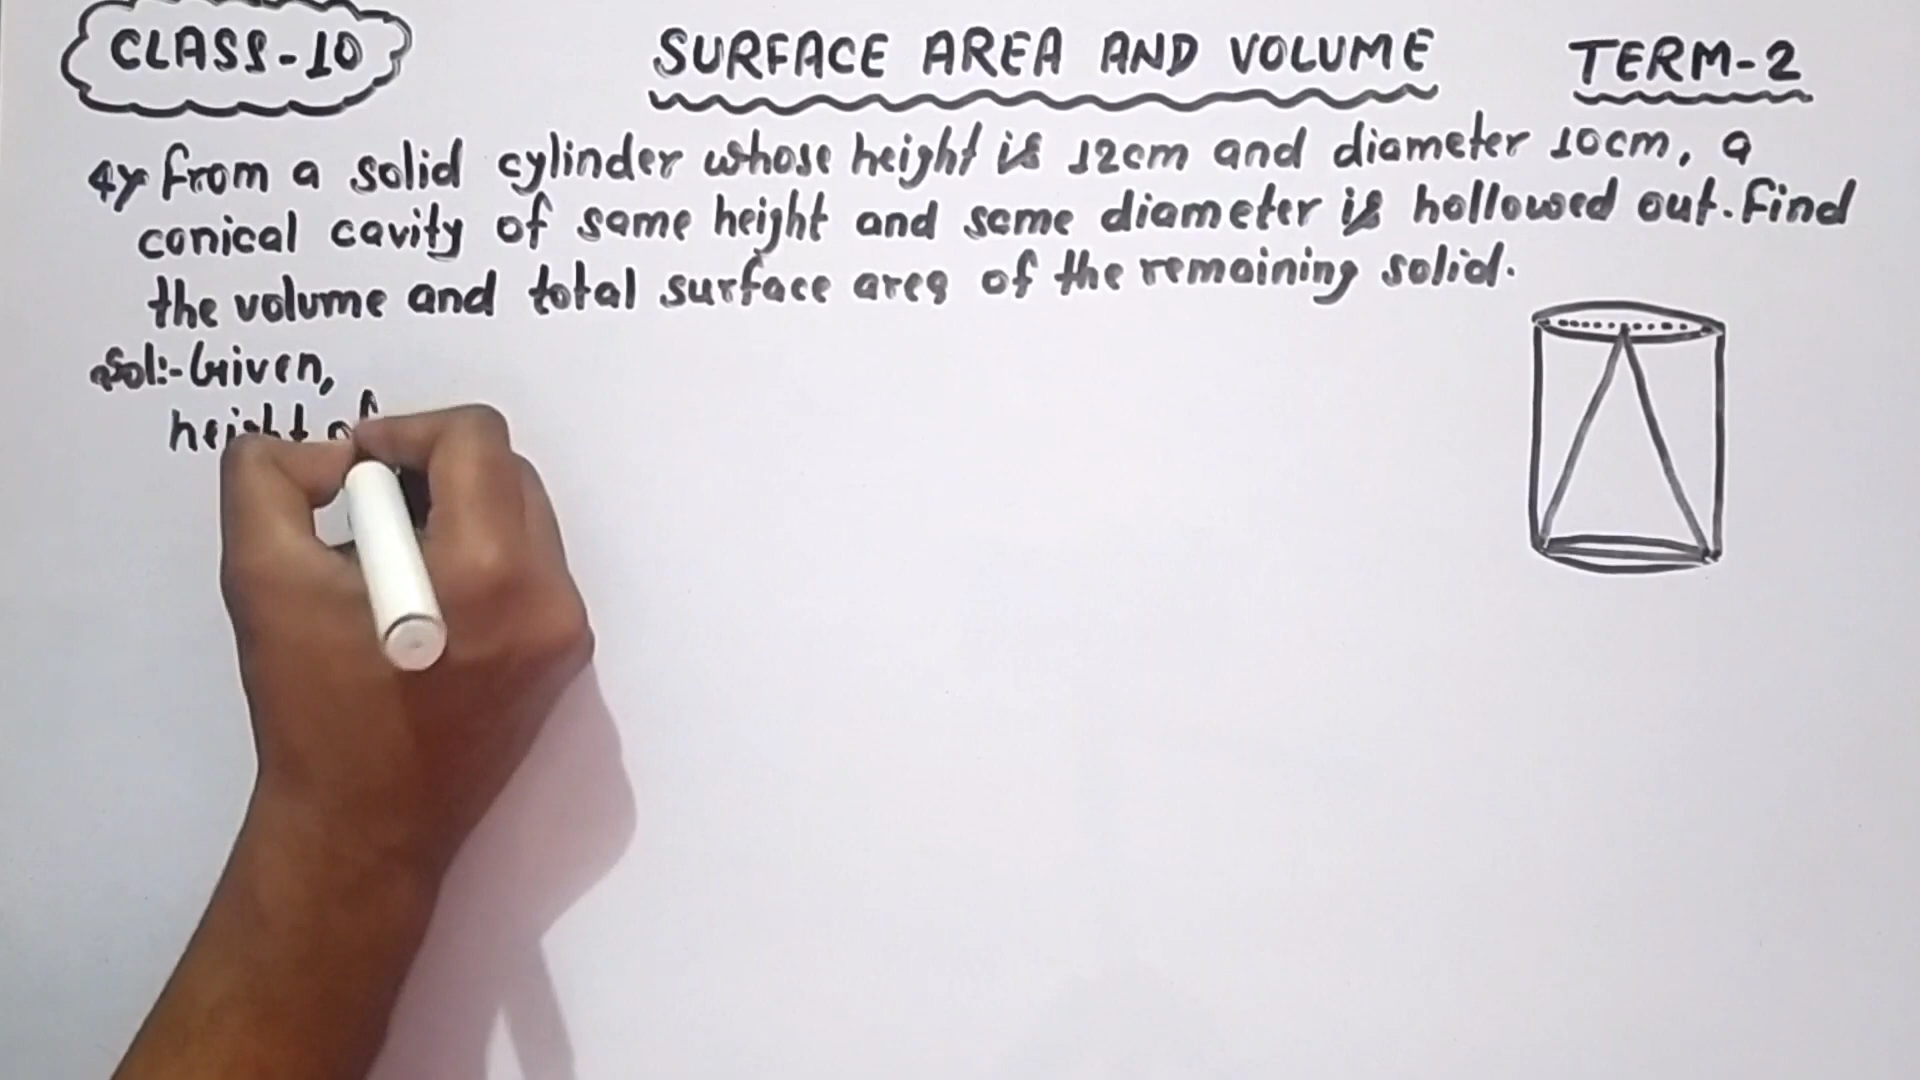 CLASS-10
SURFACE AREA AND VOLUME
TERM-2
4) From a solid cylinder whose height is 12cm and diameter 10cm, a
conical cavity of same height and same diameter is hollowed out. Find
the volume and total surface area of the remaining solid.
Sol:- Given,
height of